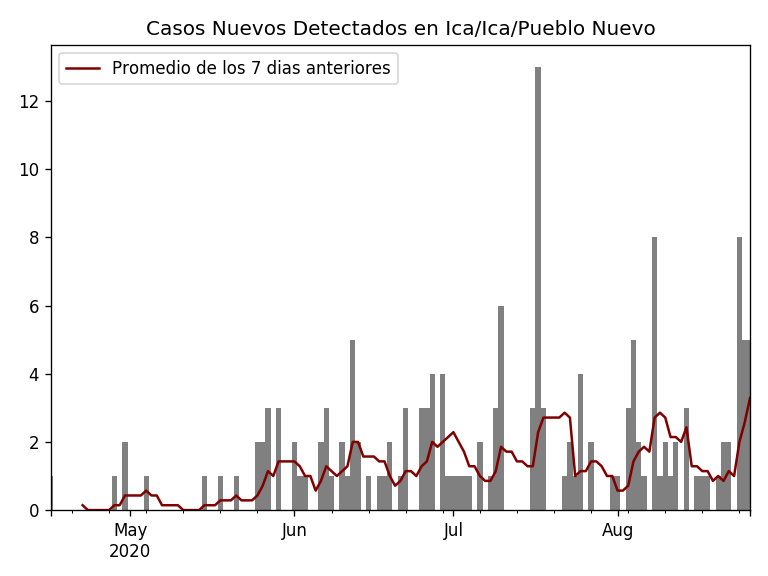 Casos Nuevos Detectados en Ica/Ica/Pueblo Nuevo
Promedio de los 7 dias anteriores
12
10
8
6
4
2
0
May Jun Jul Aug
2020